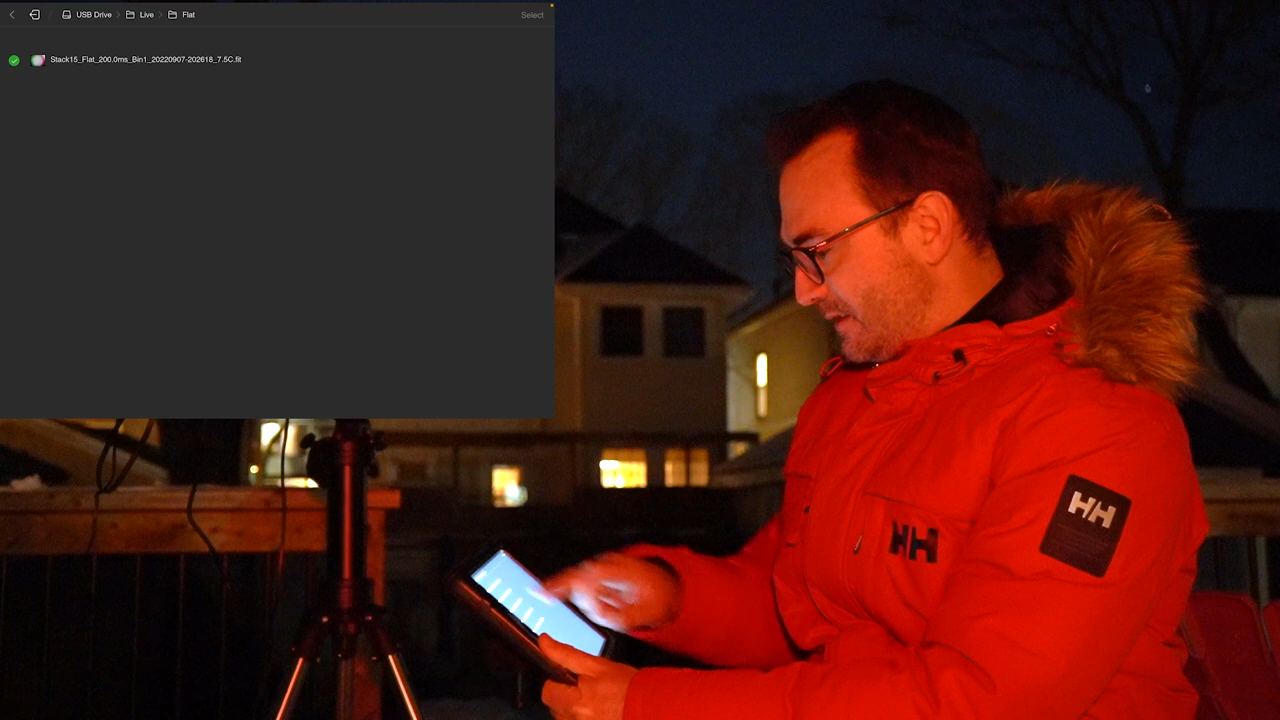 USB Drive Live Flat Select
Stack15_Flat_200.0ms_Bin1_20220907-202618_7.5C.fit
HH
HH